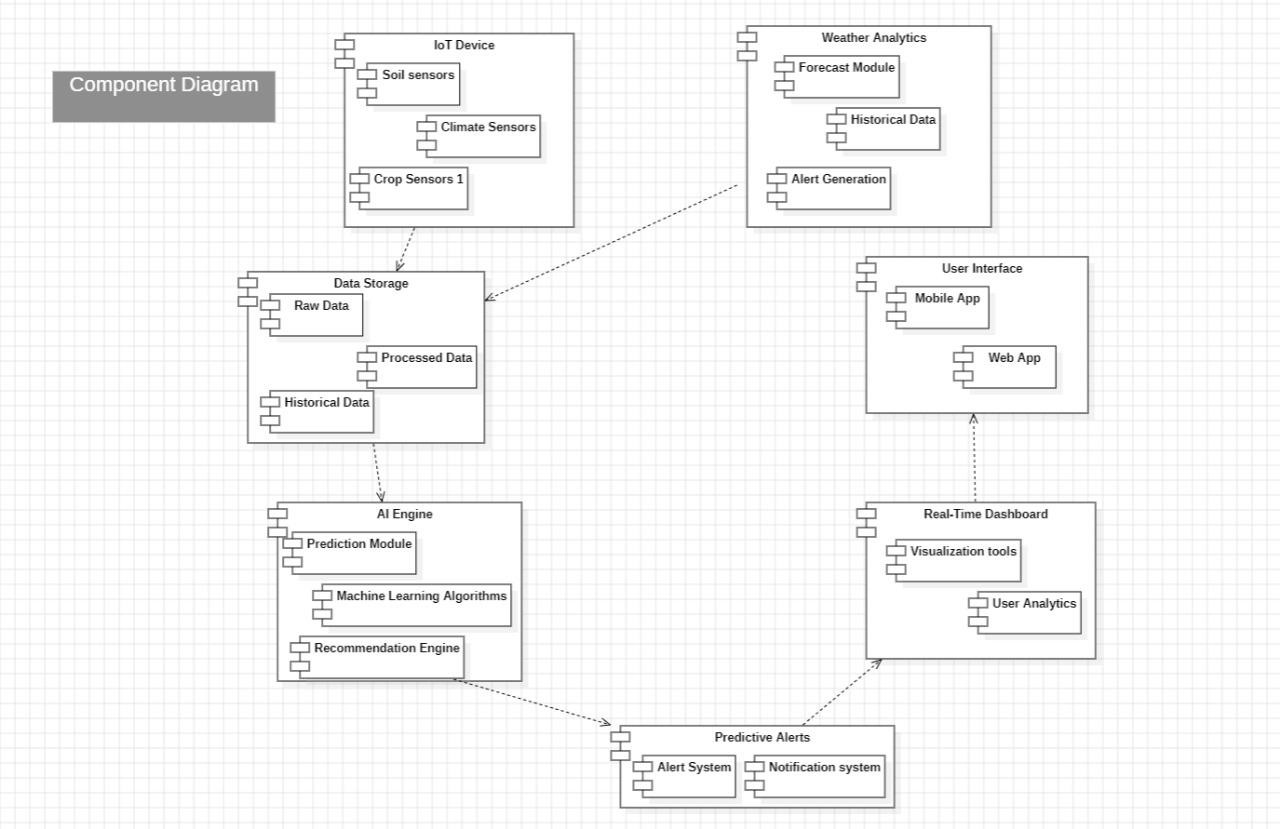 Component Diagram
IoT Device
Soil sensors
Climate Sensors
Crop Sensors 1
Weather Analytics
Forecast Module
Historical Data
Alert Generation
Data Storage
Raw Data
Processed Data
Historical Data
User Interface
Mobile App
Web App
AI Engine
Prediction Module
Machine Learning Algorithms
Recommendation Engine
Real-Time Dashboard
Visualization tools
User Analytics
Predictive Alerts
Alert System
Notification system